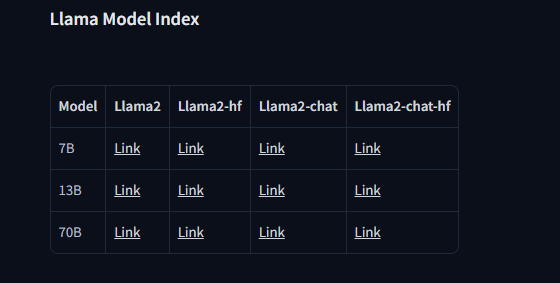 Llama Model Index
Model Llama2 Llama2-hf Llama2-chat Llama2-chat-hf
7B Link Link Link Link
13B Link Link Link Link
70B Link Link Link Link